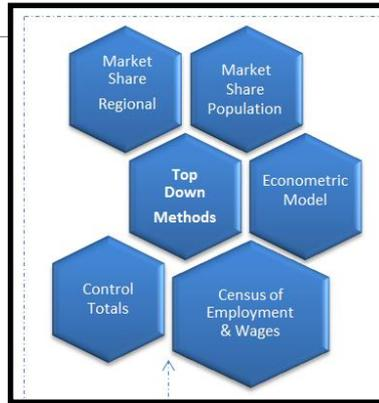 Market
Share
Regional
Market
Share
Population
Top
Down
Methods
Econometric
Model
Control
Totals
Census of
Employment
& Wages